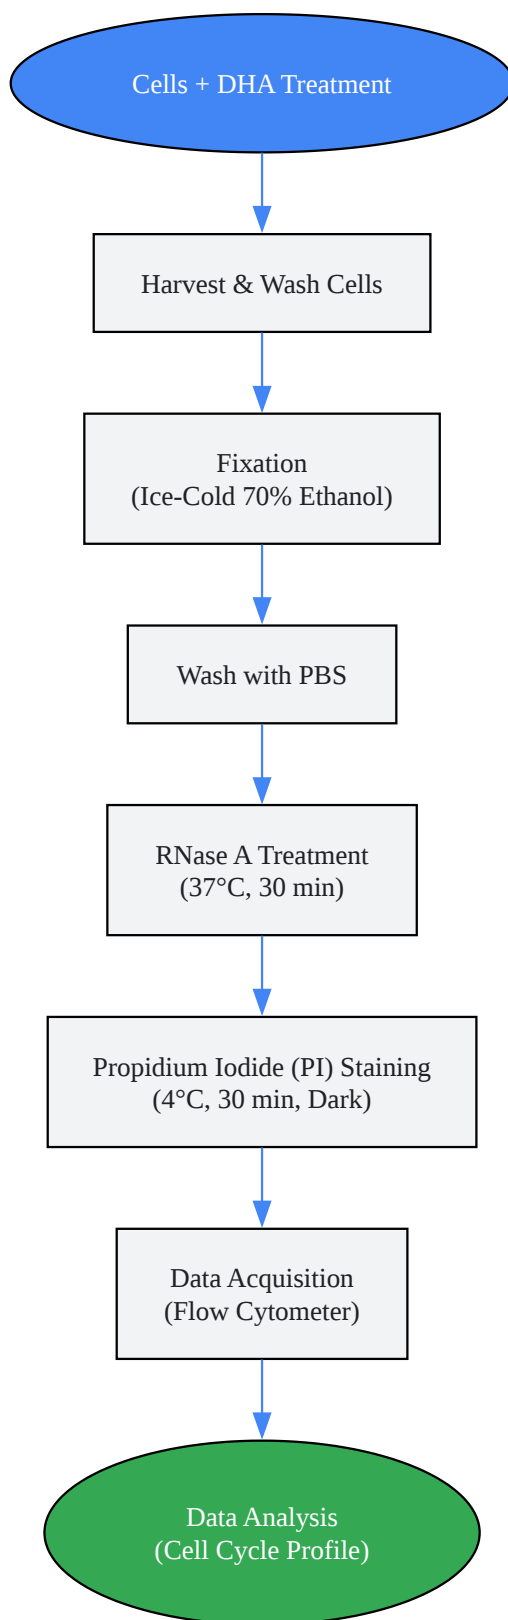 Cells + DHA Treatment
Harvest & Wash Cells
Fixation
(Ice-Cold 70% Ethanol)
Wash with PBS
RNase A Treatment
(37°C, 30 min)
Propidium Iodide (PI) Staining
(4°C, 30 min, Dark)
Data Acquisition
(Flow Cytometer)
Data Analysis
(Cell Cycle Profile)